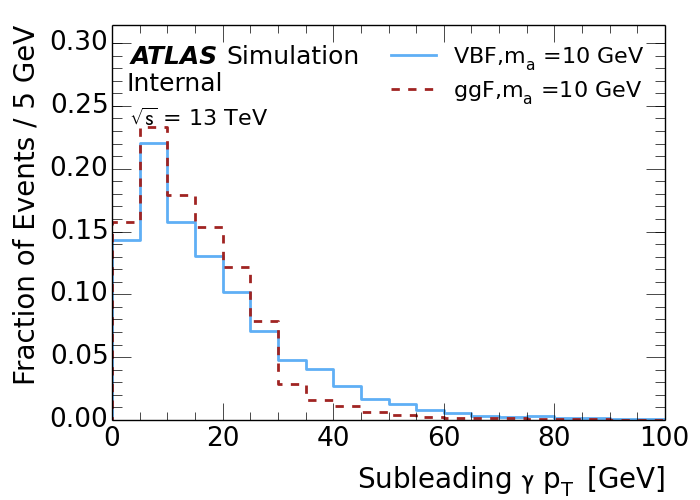 ATLAS Simulation
Internal
√s = 13 TeV
VBF,mₐ =10 GeV
ggF,mₐ =10 GeV
Fraction of Events / 5 GeV
0.30
0.25
0.20
0.15
0.10
0.05
0.00
0 20 40 60 80 100
Subleading γ p_T [GeV]